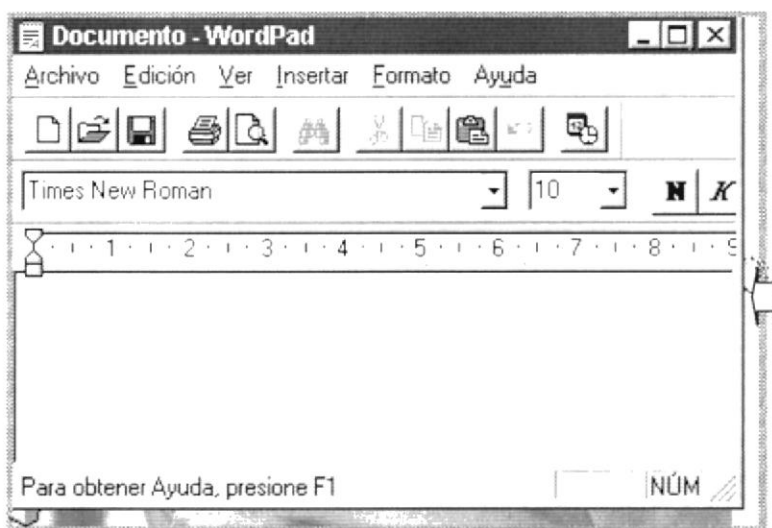 Documento - WordPad
Archivo Edición Ver Insertar Formato Ayuda
Times New Roman 10 N K
1 2 3 4 5 6 7 8 9
Para obtener Ayuda, presione F1 NÚM